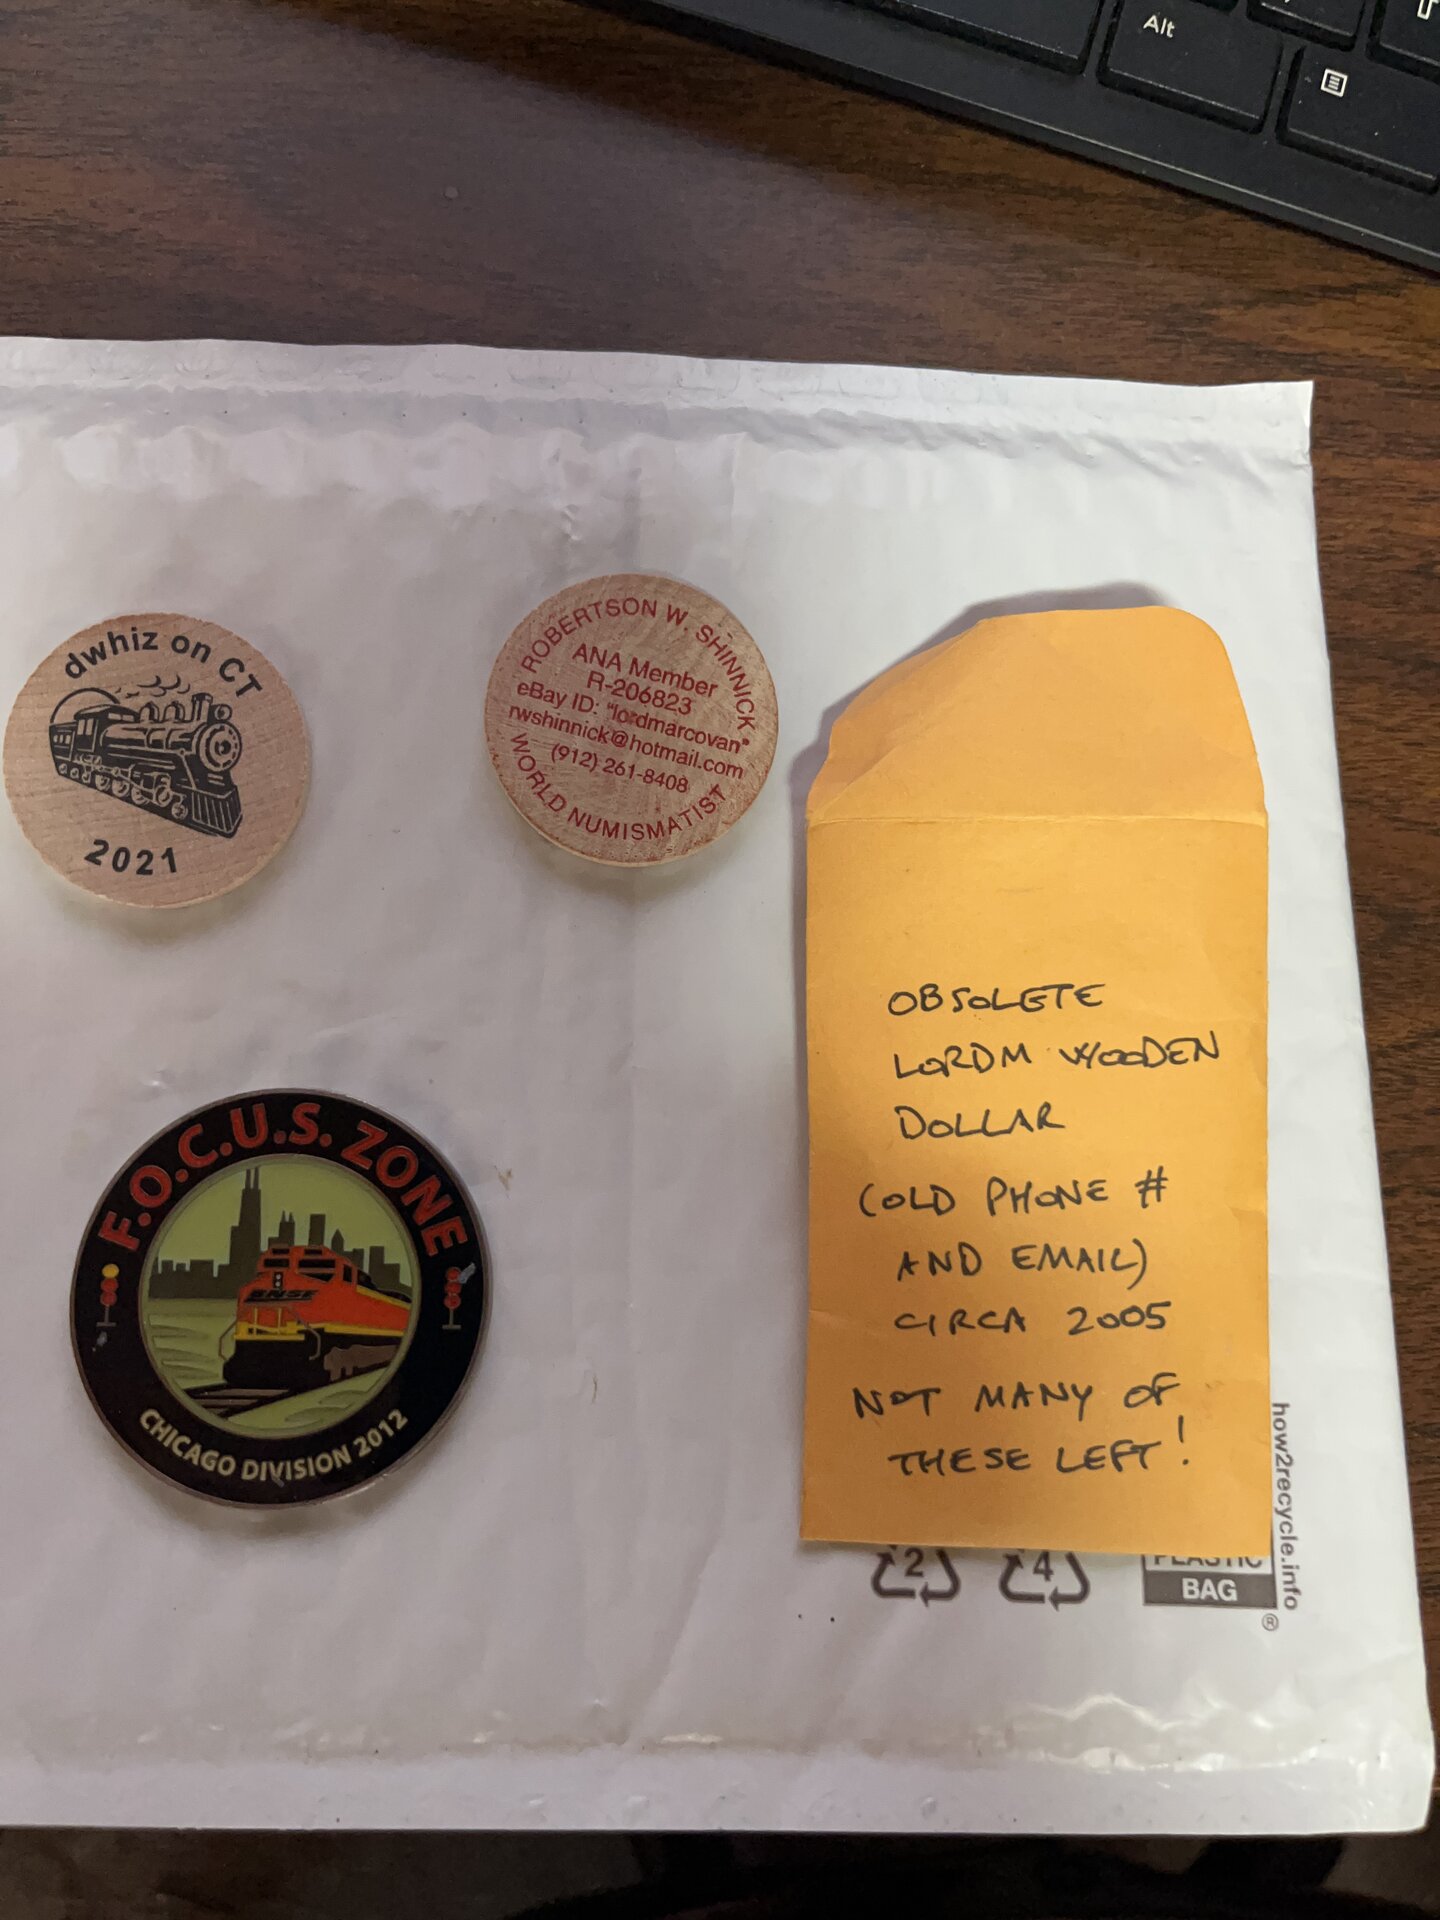 Alt
dwhiz on CT
2021
ROBERTSON W. SHINNICK
ANA Member
R-206823
eBay ID: "lordmarcovan"
rwshinnick@hotmail.com
(912) 261-8408
WORLD NUMISMATIST
OBSOLETE
LORDM WOODEN
DOLLAR
(OLD PHONE #
AND EMAIL)
CIRCA 2005
NOT MANY OF
THESE LEFT!
F.O.C.U.S. ZONE
BNSF
CHICAGO DIVISION 2012
2
4
PLASTIC
BAG
how2recycle.info
®